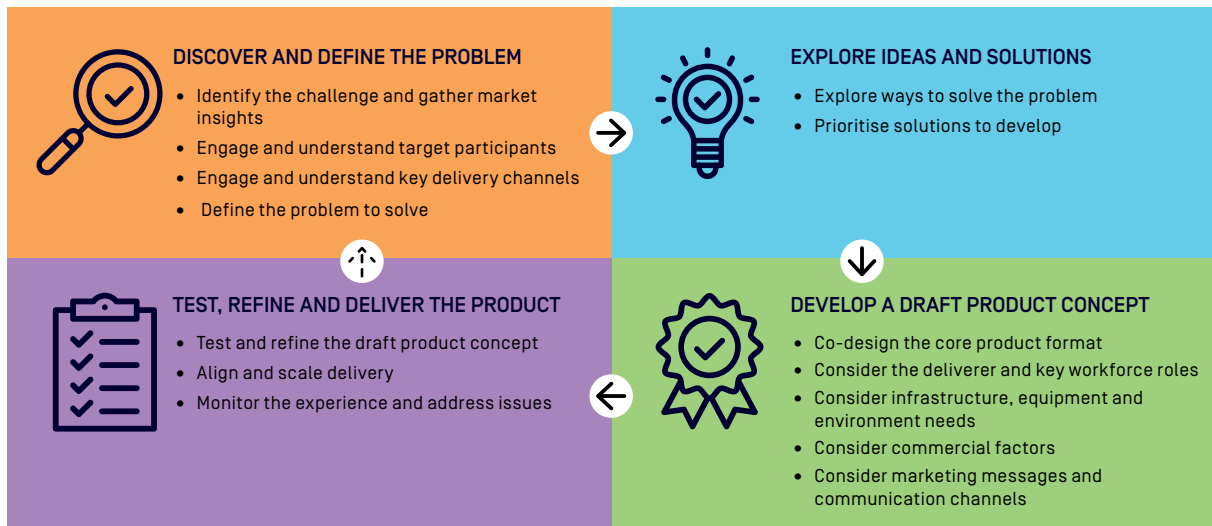 DISCOVER AND DEFINE THE PROBLEM
• Identify the challenge and gather market
insights
• Engage and understand target participants
• Engage and understand key delivery channels
• Define the problem to solve
EXPLORE IDEAS AND SOLUTIONS
• Explore ways to solve the problem
• Prioritise solutions to develop
TEST, REFINE AND DELIVER THE PRODUCT
• Test and refine the draft product concept
• Align and scale delivery
• Monitor the experience and address issues
DEVELOP A DRAFT PRODUCT CONCEPT
• Co-design the core product format
• Consider the deliverer and key workforce roles
• Consider infrastructure, equipment and
environment needs
• Consider commercial factors
• Consider marketing messages and
communication channels